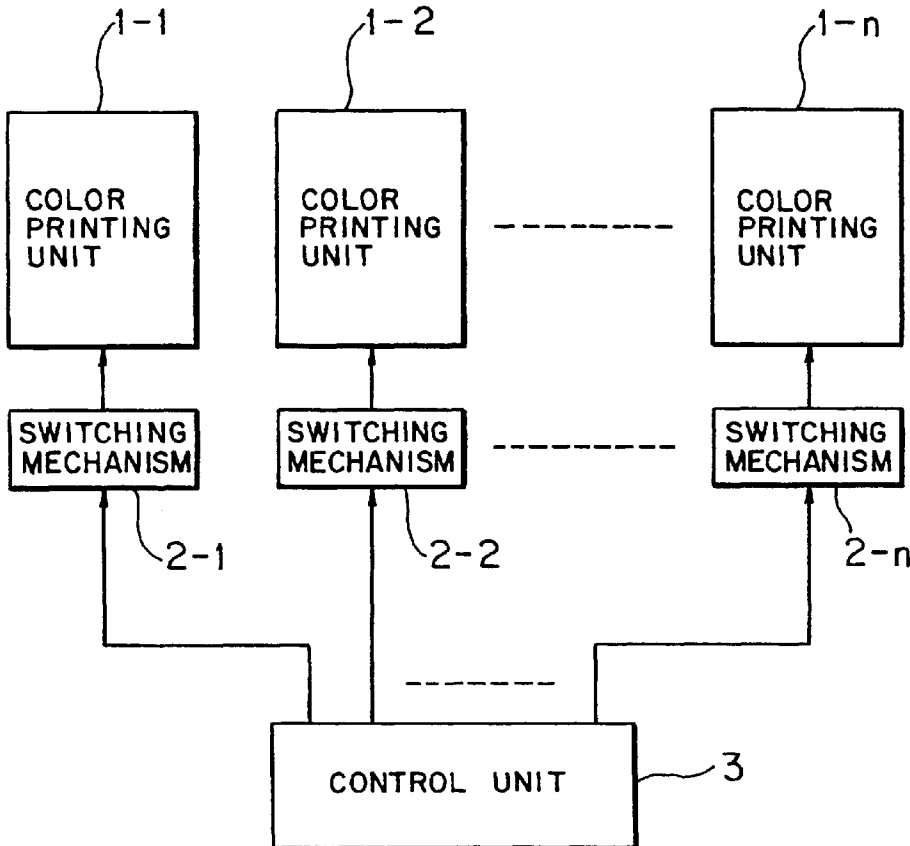 1-1
1-2
1-n
COLOR
PRINTING
UNIT
COLOR
PRINTING
UNIT
COLOR
PRINTING
UNIT
SWITCHING
MECHANISM
SWITCHING
MECHANISM
SWITCHING
MECHANISM
2-1
2-2
2-n
CONTROL UNIT
3